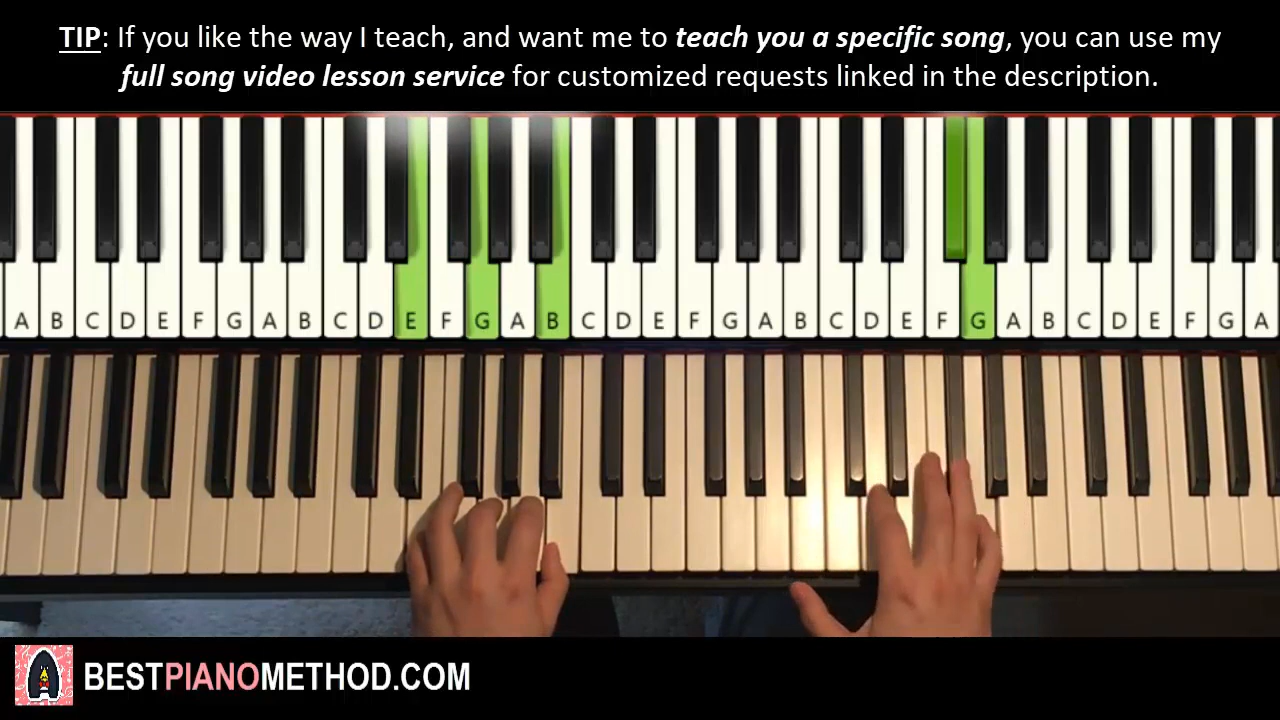 TIP: If you like the way I teach, and want me to teach you a specific song, you can use my
full song video lesson service for customized requests linked in the description.
A B C D E F G A B C D E F G A B C D E F G A B C D E F G A B C D E F G A
BESTPIANOMETHOD.COM